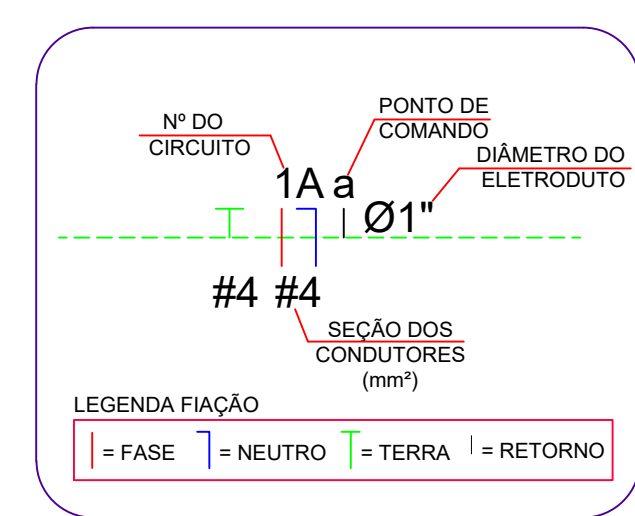 Nº DO
CIRCUITO
PONTO DE
COMANDO
DIÂMETRO DO
ELETRODUTO
1A a
Ø1"
#4 #4
SEÇÃO DOS
CONDUTORES
(mm²)
LEGENDA FIAÇÃO
= FASE = NEUTRO = TERRA = RETORNO